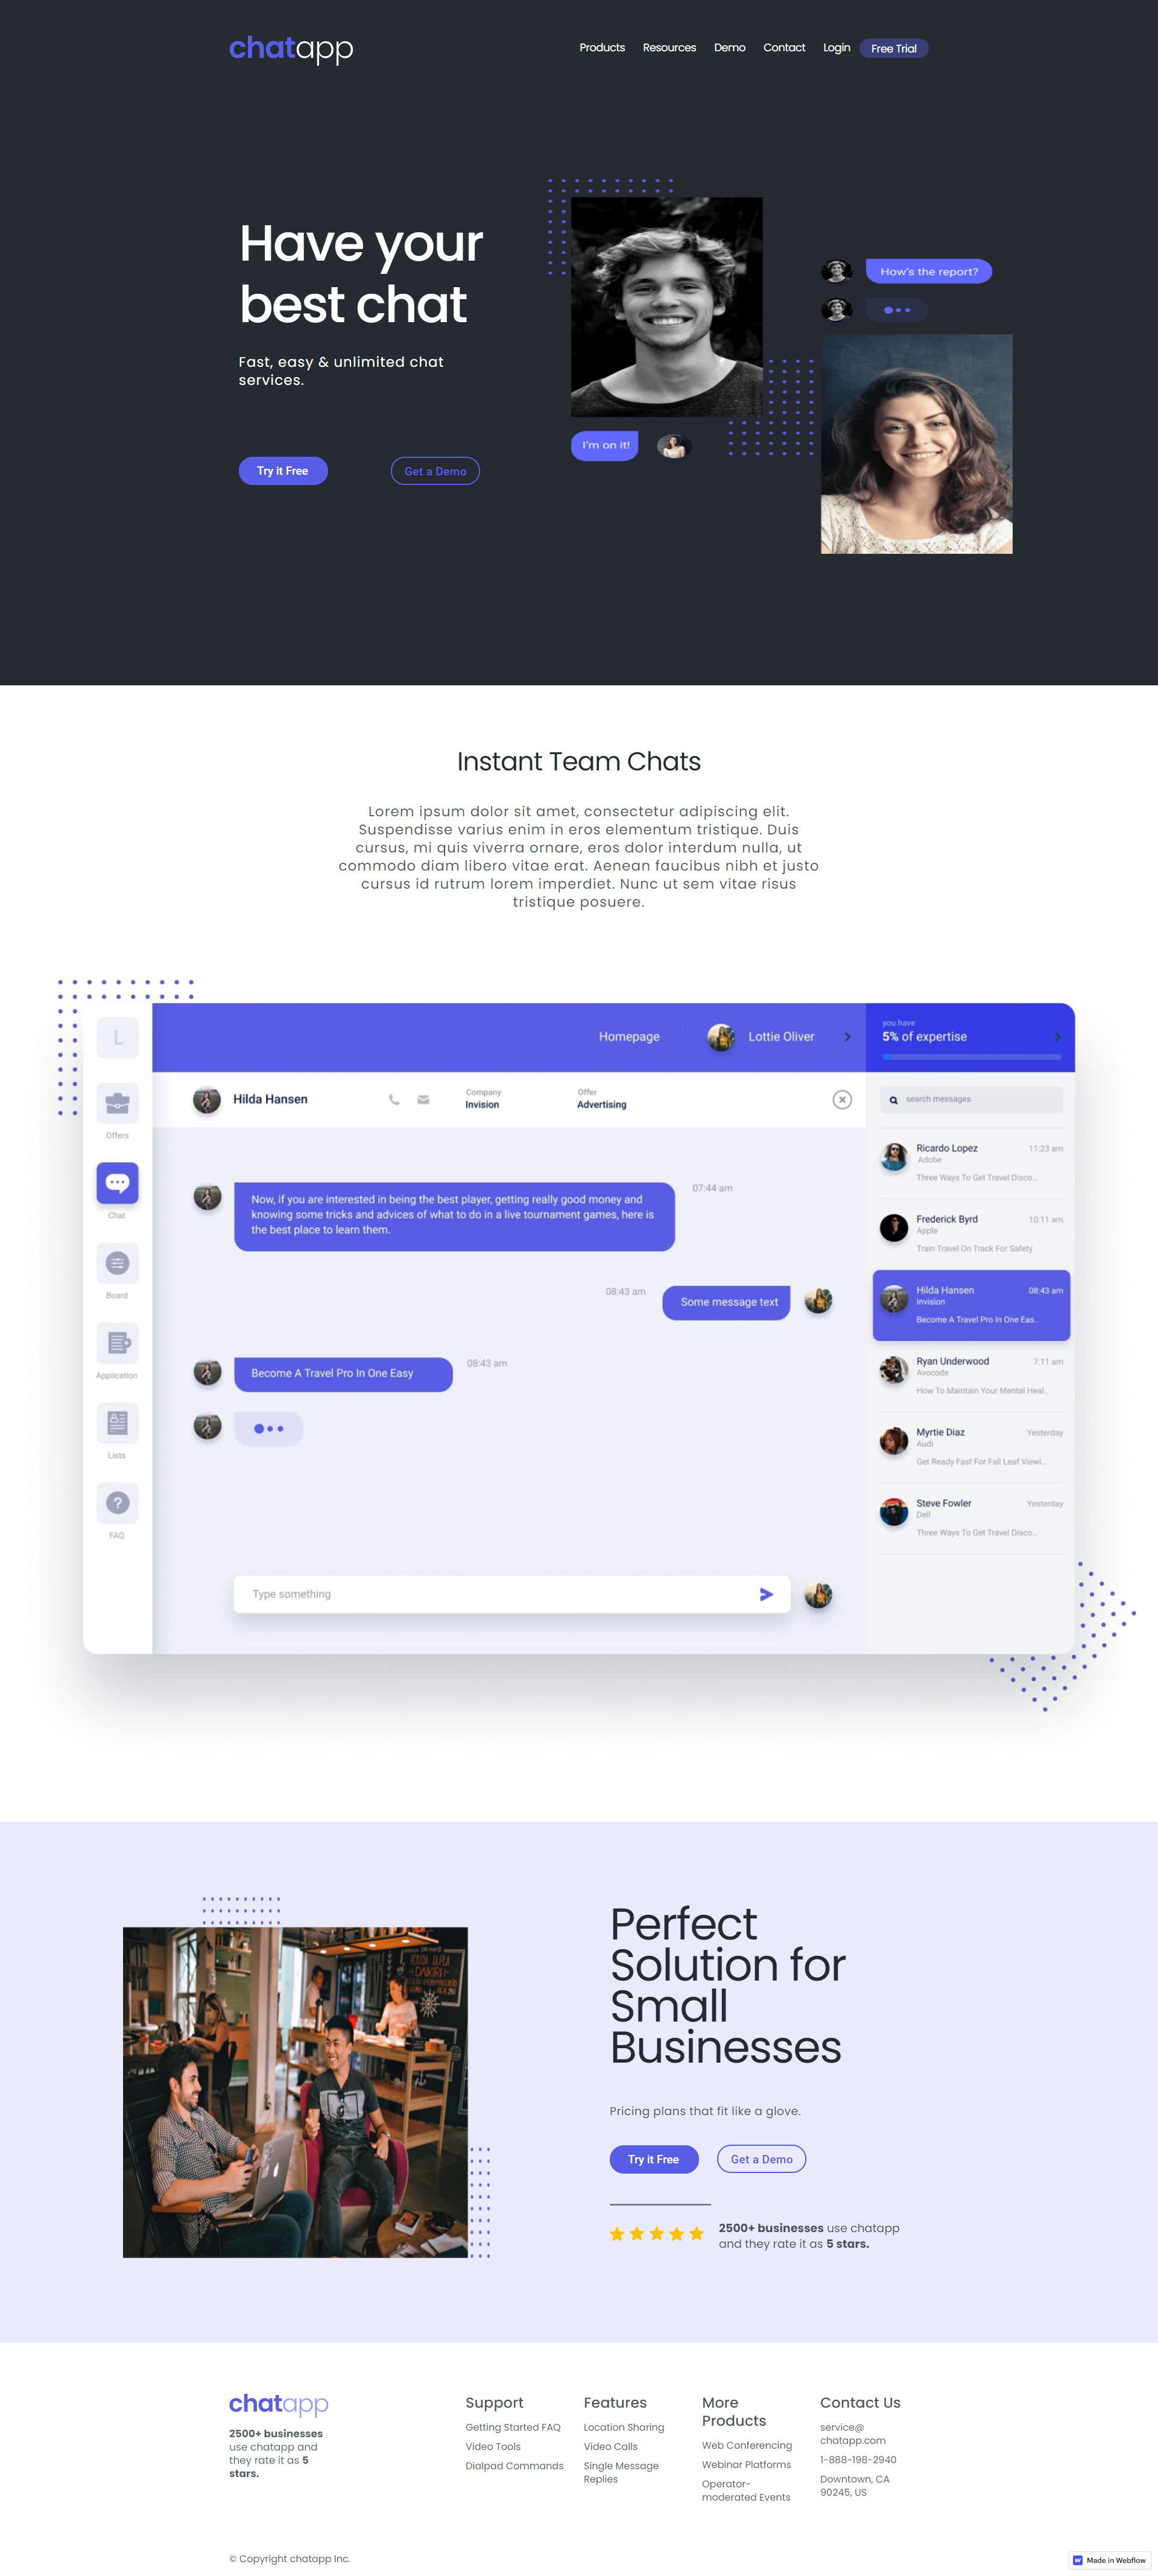 chatapp
Products Resources Demo Contact Login Free Trial
Have your
best chat
Fast, easy & unlimited chat
services.
Try it Free
Get a Demo
How's the report?
I'm on it!
Instant Team Chats
Lorem ipsum dolor sit amet, consectetur adipiscing elit.
Suspendisse varius enim in eros elementum tristique. Duis
cursus, mi quis viverra ornare, eros dolor interdum nulla, ut
commodo diam libero vitae erat. Aenean faucibus nibh et justo
cursus id rutrum lorem imperdiet. Nunc ut sem vitae risus
tristique posuere.
L
Offers
Chat
Board
Application
Lists
FAQ
Homepage
Lottie Oliver
you have
5% of expertise
Hilda Hansen
Company
Invision
Offer
Advertising
Now, if you are interested in being the best player, getting really good money and
knowing some tricks and advices of what to do in a live tournament games, here is
the best place to learn them.
07:44 am
08:43 am
Some message text
Become A Travel Pro In One Easy
08:43 am
Type something
search messages
Ricardo Lopez 11:23 am
Adobe
Three Ways To Get Travel Disco...
Frederick Byrd 10:11 am
Apple
Train Travel On Track For Safety
Hilda Hansen 08:43 am
Invision
Become A Travel Pro In One Eas..
Ryan Underwood 7:11 am
Avocode
How To Maintain Your Mental Heal..
Myrtie Diaz Yesterday
Audi
Get Ready Fast For Fall Leaf Viewi...
Steve Fowler Yesterday
Dell
Three Ways To Get Travel Disco...
Perfect
Solution for
Small
Businesses
Pricing plans that fit like a glove.
Try it Free
Get a Demo
2500+ businesses use chatapp
and they rate it as 5 stars.
chatapp
2500+ businesses
use chatapp and
they rate it as 5
stars.
Support
Getting Started FAQ
Video Tools
Dialpad Commands
Features
Location Sharing
Video Calls
Single Message
Replies
More
Products
Web Conferencing
Webinar Platforms
Operator-
moderated Events
Contact Us
service@
chatapp.com
1-888-198-2940
Downtown, CA
90245, US
© Copyright chatapp Inc.
Made in Webflow